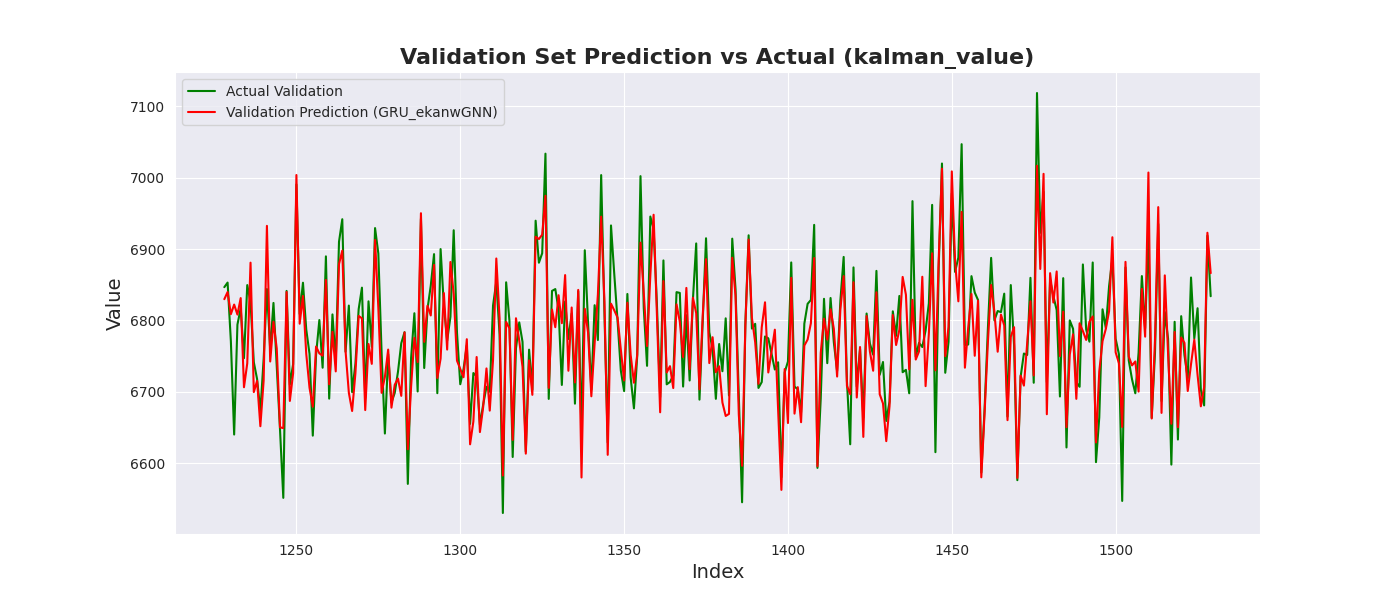 Validation Set Prediction vs Actual (kalman_value)
Actual Validation
Validation Prediction (GRU_ekanwGNN)
Value
7100
7000
6900
6800
6700
6600
1250 1300 1350 1400 1450 1500
Index